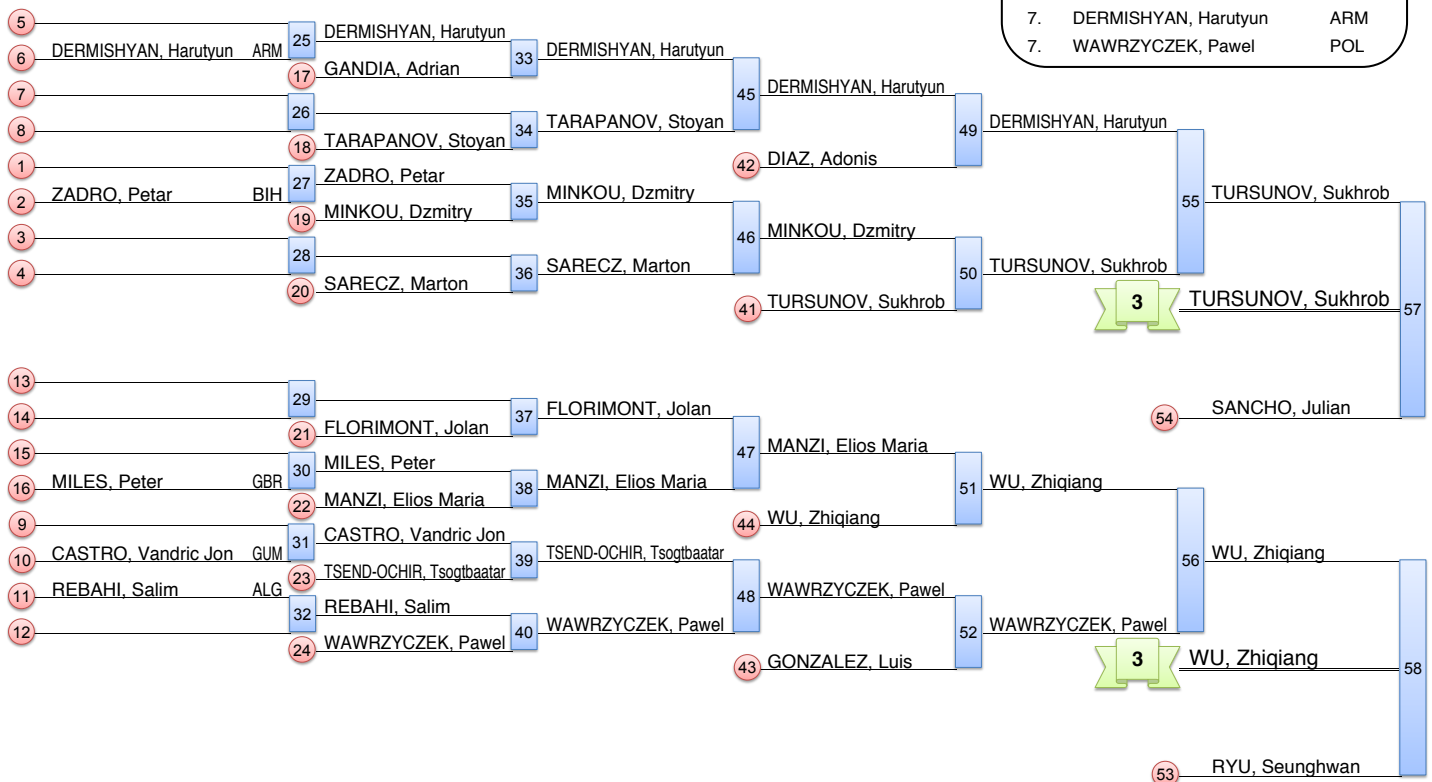 7. DERMISHYAN, Harutyun ARM
7. WAWRZYCZEK, Pawel POL
5
6 DERMISHYAN, Harutyun ARM
25 DERMISHYAN, Harutyun
17 GANDIA, Adrian
33 DERMISHYAN, Harutyun
7
8
26
18 TARAPANOV, Stoyan
34 TARAPANOV, Stoyan
45 DERMISHYAN, Harutyun
42 DIAZ, Adonis
49 DERMISHYAN, Harutyun
1
2 ZADRO, Petar BIH
27 ZADRO, Petar
19 MINKOU, Dzmitry
35 MINKOU, Dzmitry
3
4
28
20 SARECZ, Marton
36 SARECZ, Marton
46 MINKOU, Dzmitry
41 TURSUNOV, Sukhrob
50 TURSUNOV, Sukhrob
55 TURSUNOV, Sukhrob
3 TURSUNOV, Sukhrob
57
54 SANCHO, Julian
13
14
29
21 FLORIMONT, Jolan
37 FLORIMONT, Jolan
15
16 MILES, Peter GBR
30 MILES, Peter
22 MANZI, Elios Maria
38 MANZI, Elios Maria
47 MANZI, Elios Maria
44 WU, Zhiqiang
51 WU, Zhiqiang
9
10 CASTRO, Vandric Jon GUM
31 CASTRO, Vandric Jon
23 TSEND-OCHIR, Tsogtbaatar
39 TSEND-OCHIR, Tsogtbaatar
11 REBAHI, Salim ALG
12
32 REBAHI, Salim
24 WAWRZYCZEK, Pawel
40 WAWRZYCZEK, Pawel
48 WAWRZYCZEK, Pawel
43 GONZALEZ, Luis
52 WAWRZYCZEK, Pawel
56 WU, Zhiqiang
3 WU, Zhiqiang
58
53 RYU, Seunghwan